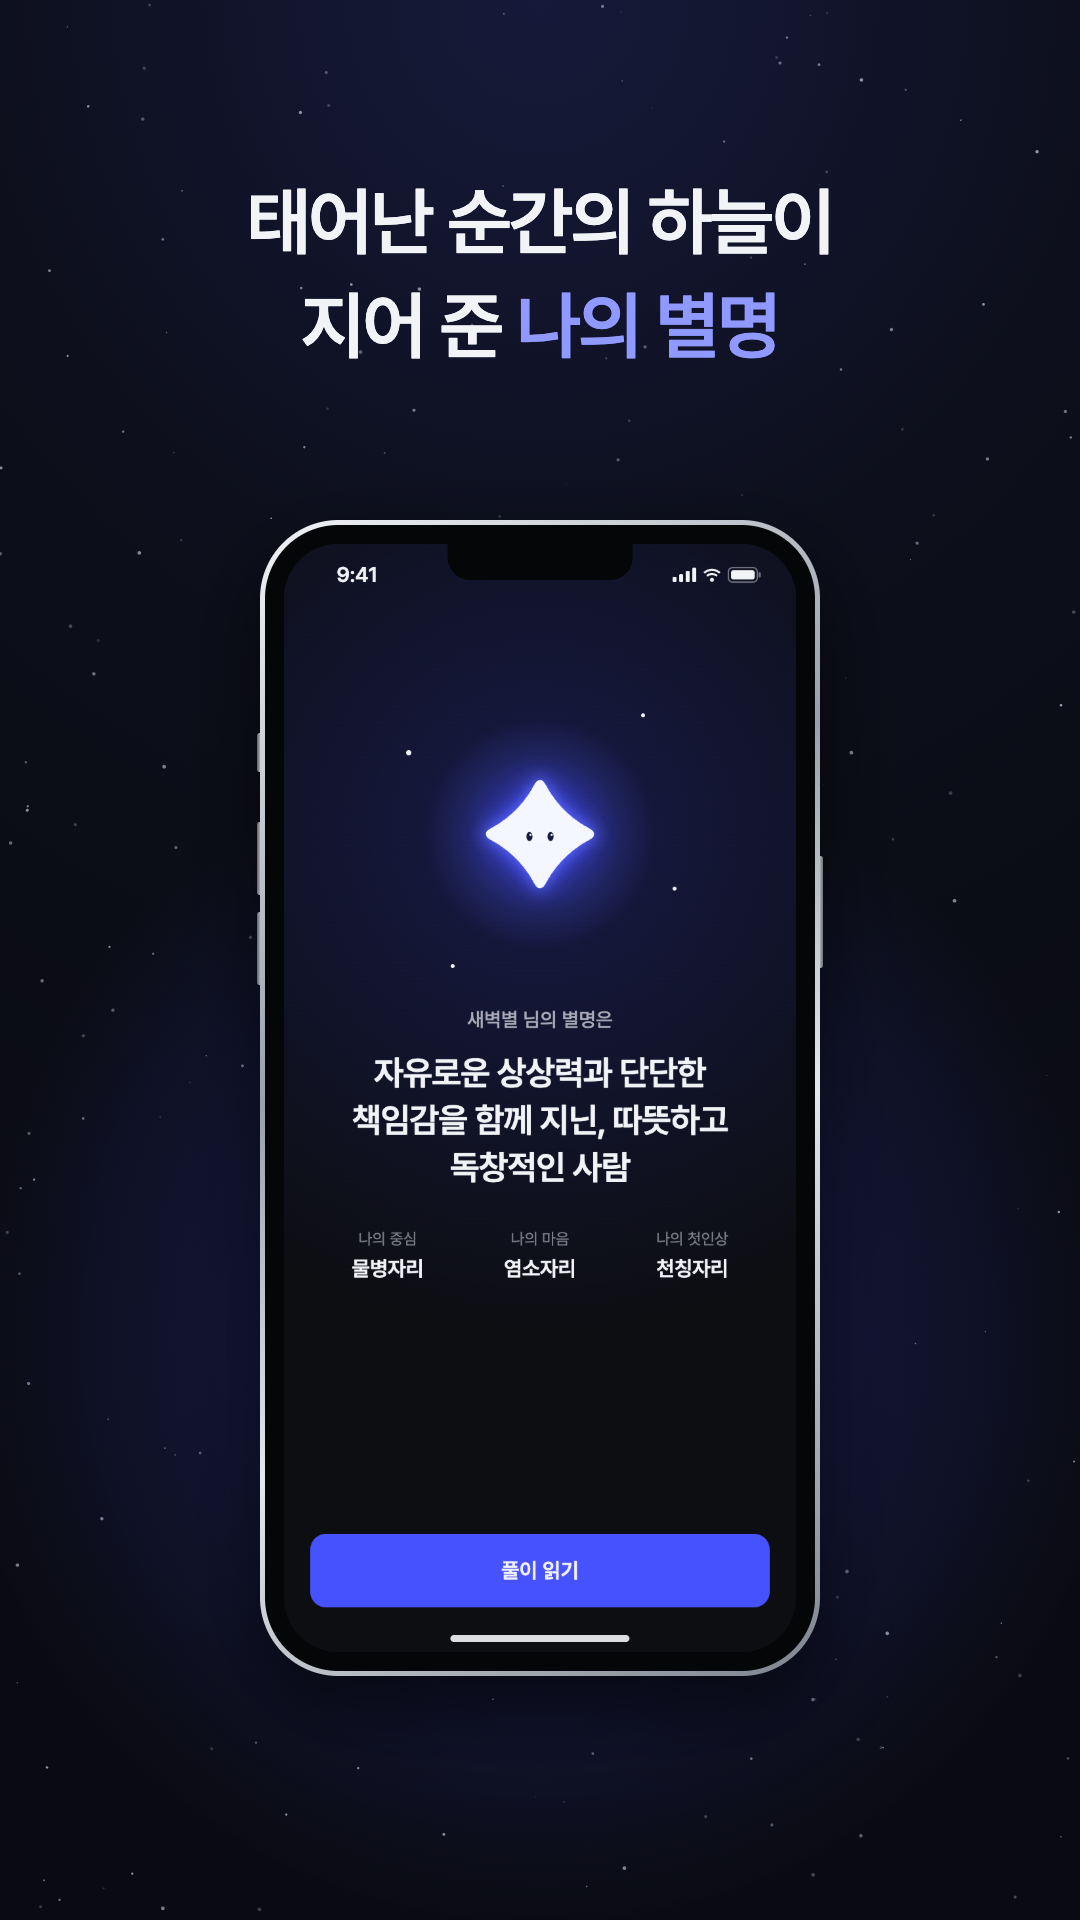 태어난 순간의 하늘이
지어 준 나의 별명
9:41
새벽별 님의 별명은
자유로운 상상력과 단단한
책임감을 함께 지닌, 따뜻하고
독창적인 사람
나의 중심 나의 마음 나의 첫인상
물병자리 염소자리 천칭자리
풀이 읽기